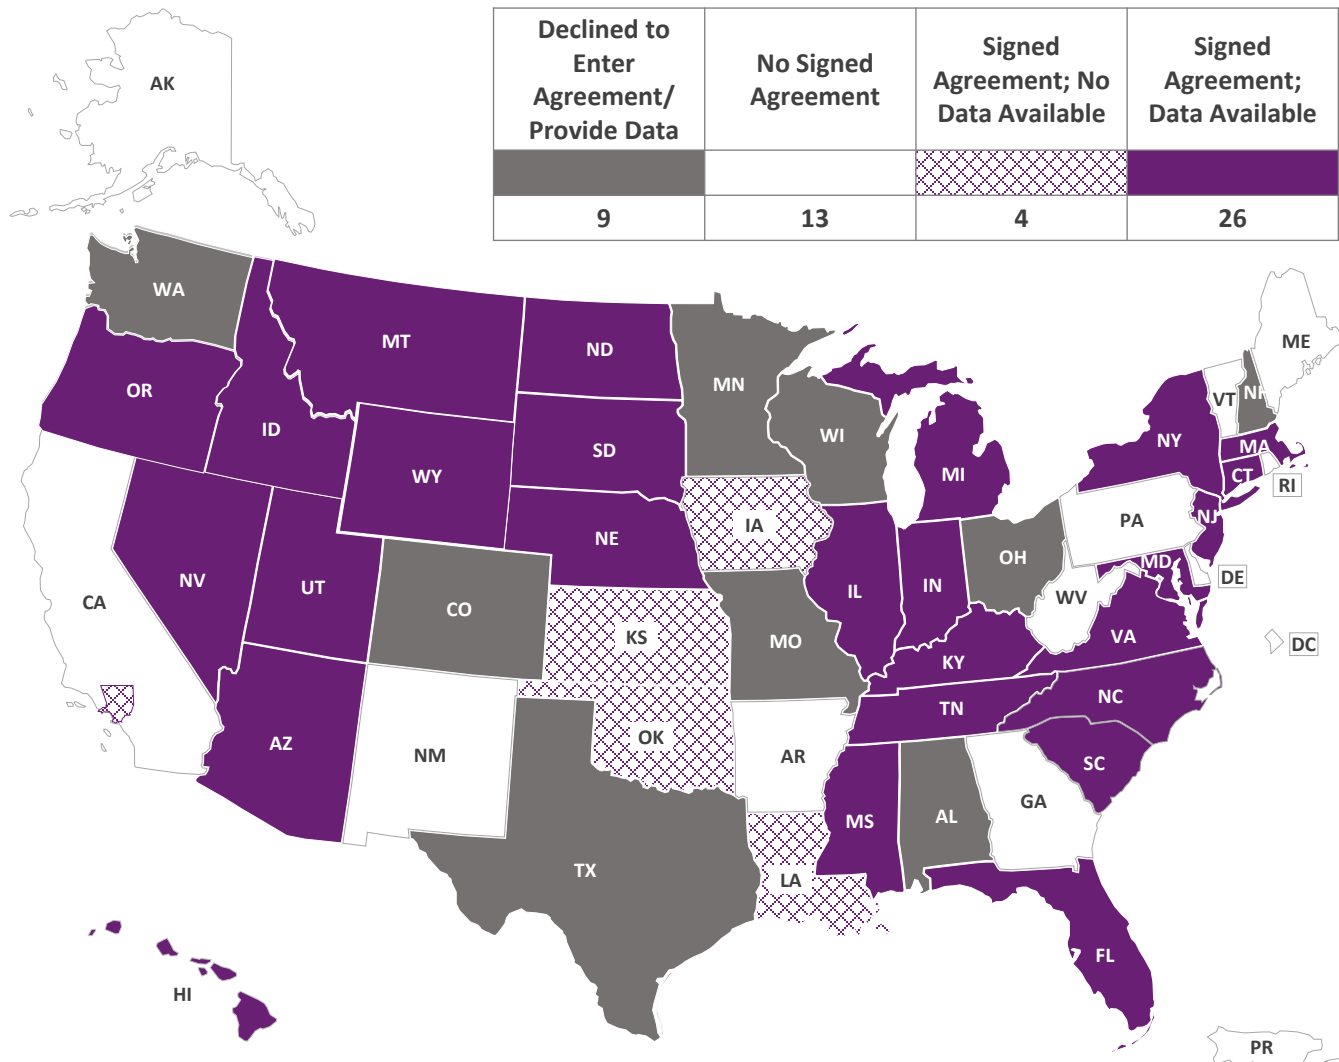 Declined to
Enter
Agreement/
Provide Data
No Signed
Agreement
Signed
Agreement; No
Data Available
Signed
Agreement;
Data Available
9
13
4
26
AK
WA
MT
ND
MN
ME
VT
NH
OR
ID
WY
SD
WI
MI
NY
MA
CT
RI
NE
IA
PA
NJ
NV
UT
CO
IL
IN
OH
MD
DE
CA
KS
MO
WV
VA
DC
KY
NC
AZ
NM
OK
TN
AR
SC
MS
AL
GA
TX
LA
FL
HI
PR